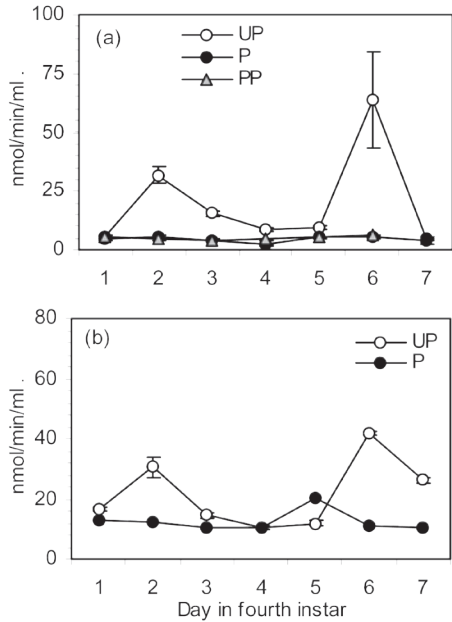 (a)
UP
P
PP
nmol/min/ml.
100
75
50
25
0
1 2 3 4 5 6 7
(b)
UP
P
nmol/min/ml.
80
60
40
20
0
1 2 3 4 5 6 7
Day in fourth instar